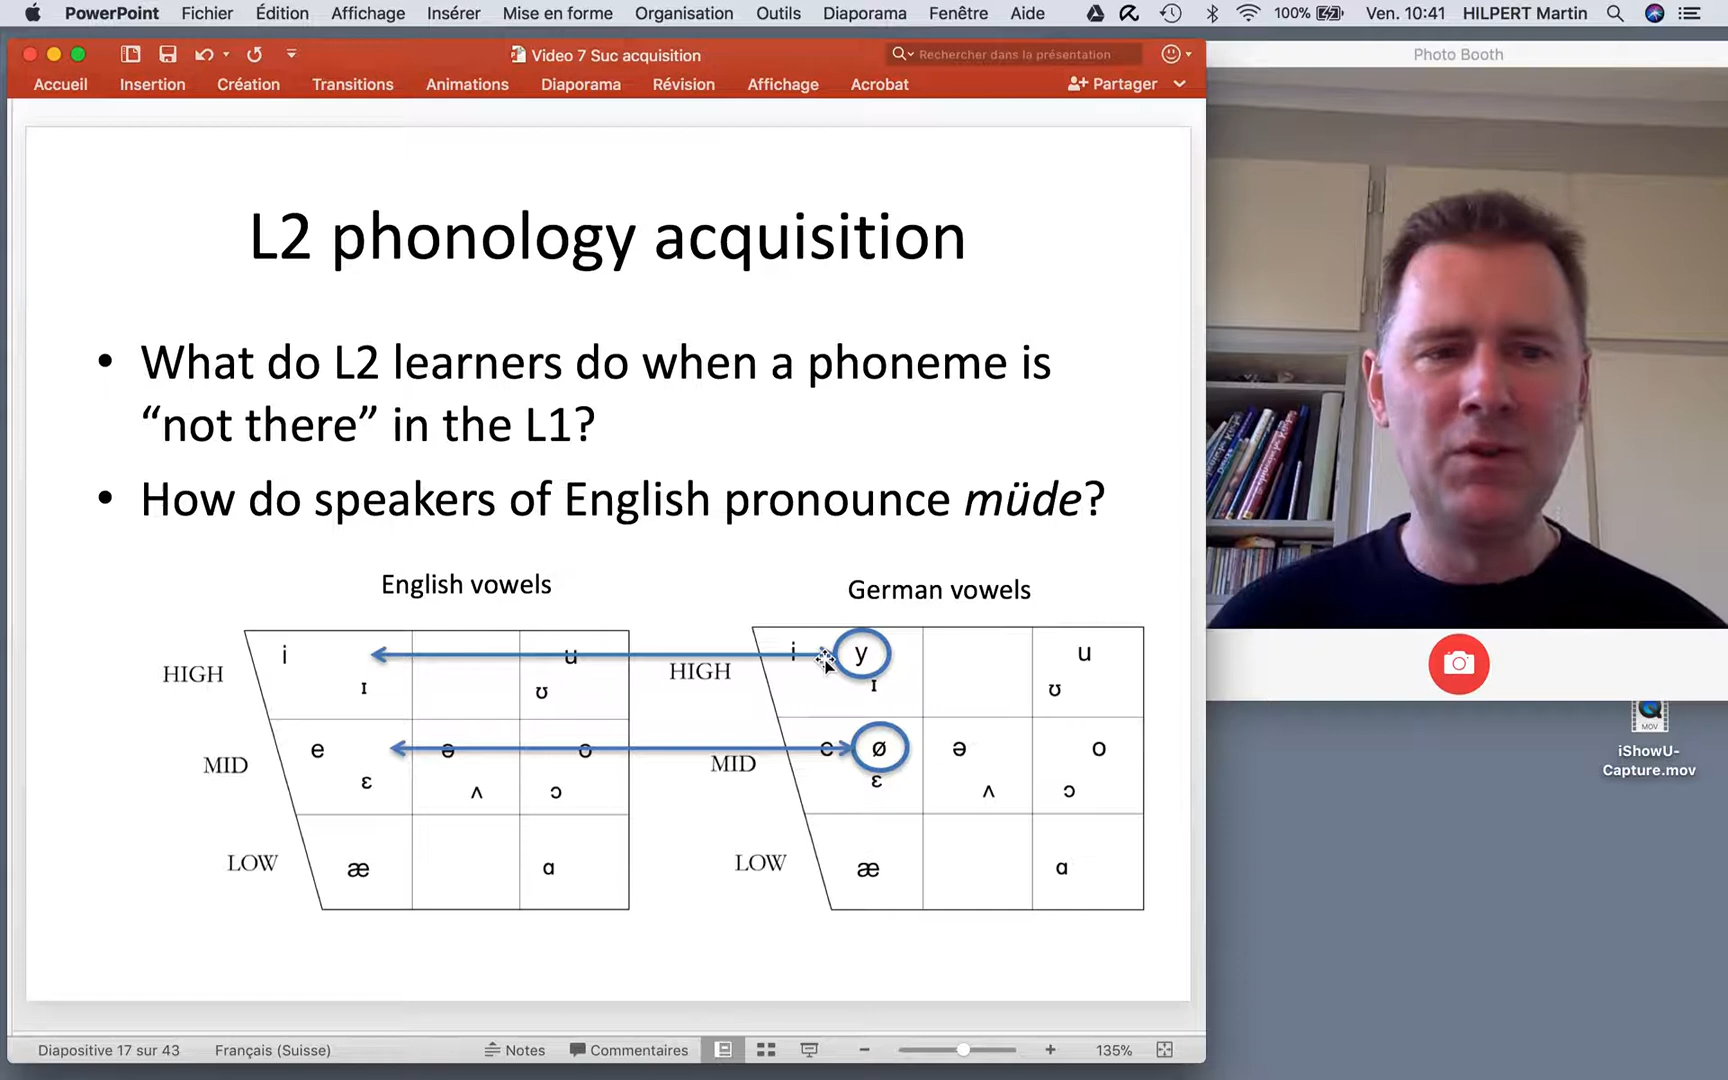 PowerPoint Fichier Édition Affichage Insérer Mise en forme Organisation Outils Diaporama Fenêtre Aide 100% Ven. 10:41 HILPERT Martin
Video 7 Suc acquisition
Rechercher dans la présentation
Photo Booth
Accueil Insertion Création Transitions Animations Diaporama Révision Affichage Acrobat Partager
L2 phonology acquisition
• What do L2 learners do when a phoneme is
“not there” in the L1?
• How do speakers of English pronounce müde?
English vowels
HIGH
i u
ɪ ʊ
MID
e ə o
ɛ ʌ ɔ
LOW
æ ɑ
German vowels
HIGH
i y u
ɪ ʊ
MID
e ø ə o
ɛ ʌ ɔ
LOW
æ ɑ
MOV
iShowU-
Capture.mov
Diapositive 17 sur 43 Français (Suisse) Notes Commentaires 135%